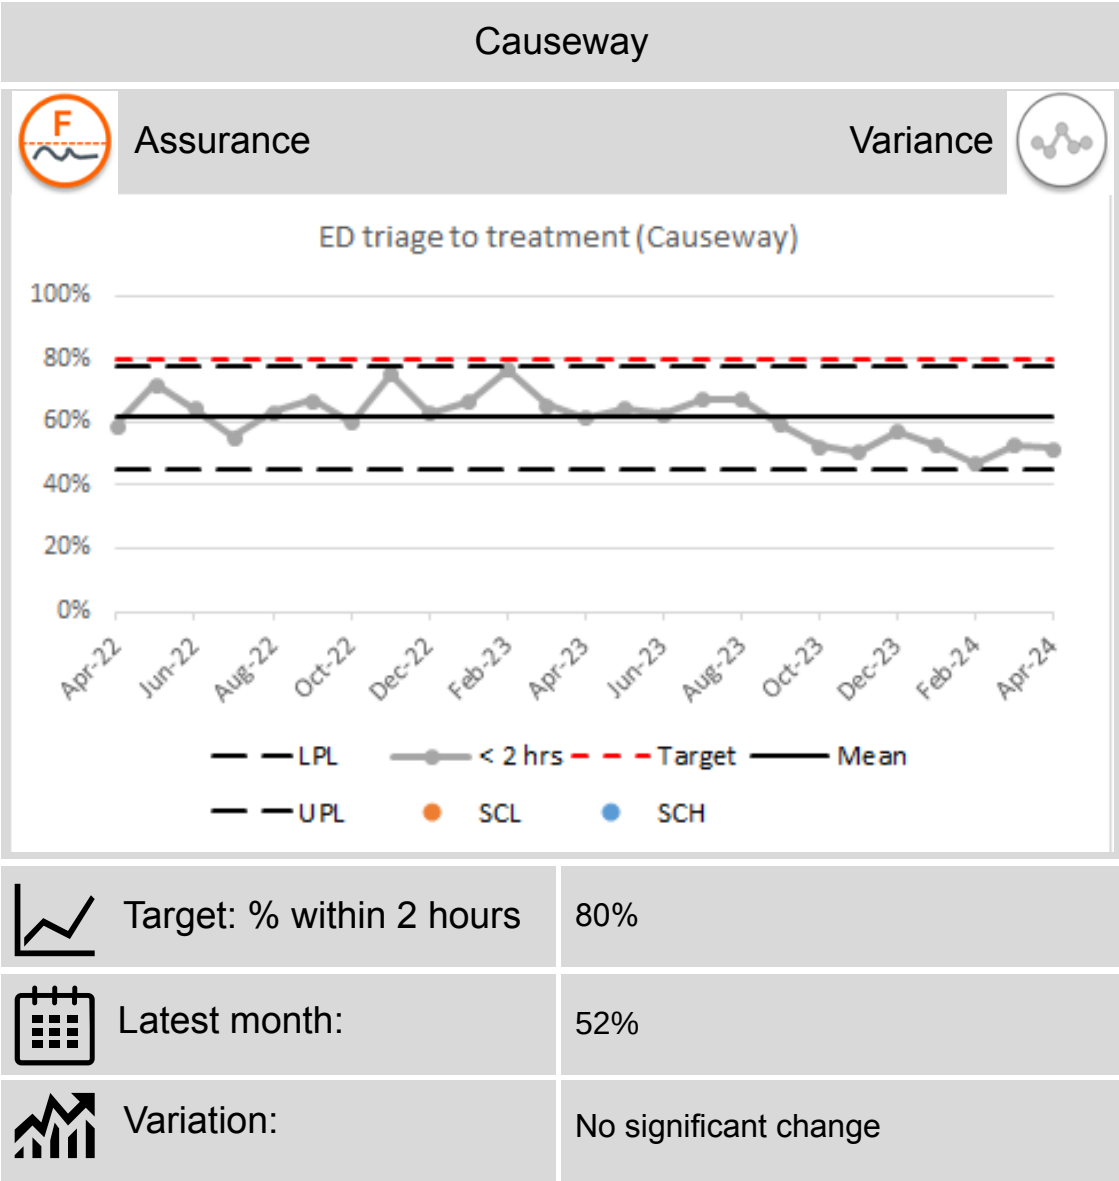 Causeway
F
Assurance
Variance
ED triage to treatment (Causeway)
100%
80%
60%
40%
20%
0%
Apr-22
Jun-22
Aug-22
Oct-22
Dec-22
Feb-23
Apr-23
Jun-23
Aug-23
Oct-23
Dec-23
Feb-24
Apr-24
LPL
< 2 hrs
Target
Mean
UPL
SCL
SCH
Target: % within 2 hours
80%
Latest month:
52%
Variation:
No significant change